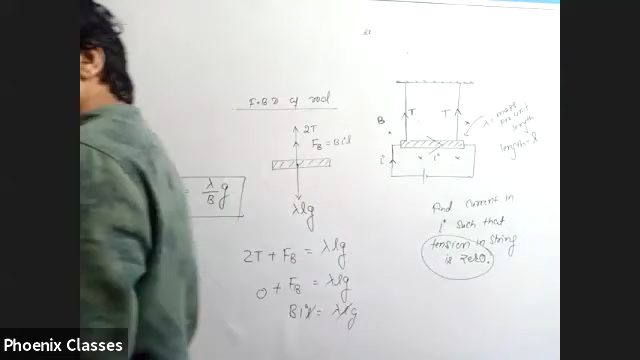 F.B.D of rod
2T
F_B = Bil
λlg
= λ/B g
2T + F_B = λlg
0 + F_B = λlg
Bil = λlg
T T
B
λ = mass per unit length
length = l
i
i
Find current in
i such that
tension in string
is zero.
Phoenix Classes